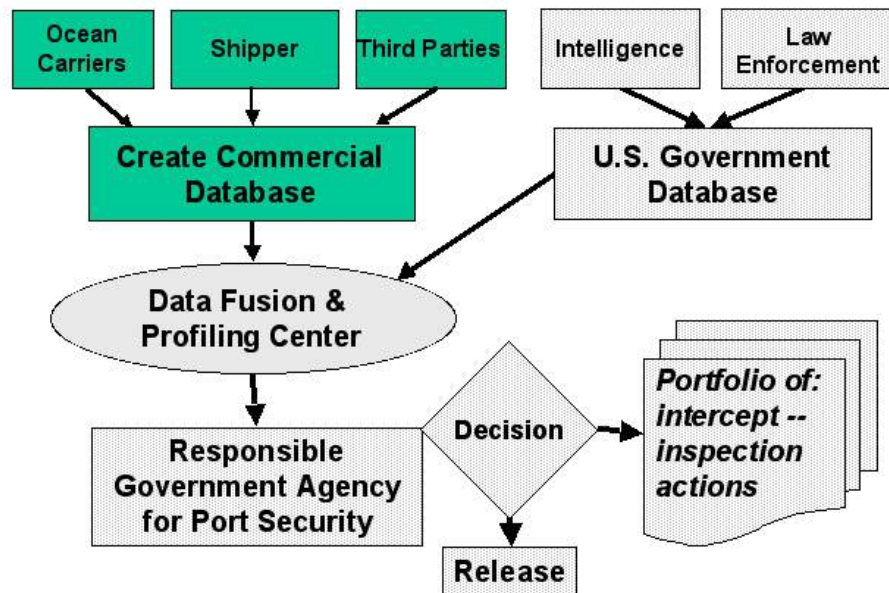 Ocean
Carriers
Shipper
Third Parties
Intelligence
Law
Enforcement
Create Commercial
Database
U.S. Government
Database
Data Fusion &
Profiling Center
Responsible
Government Agency
for Port Security
Decision
Portfolio of:
intercept --
inspection
actions
Release